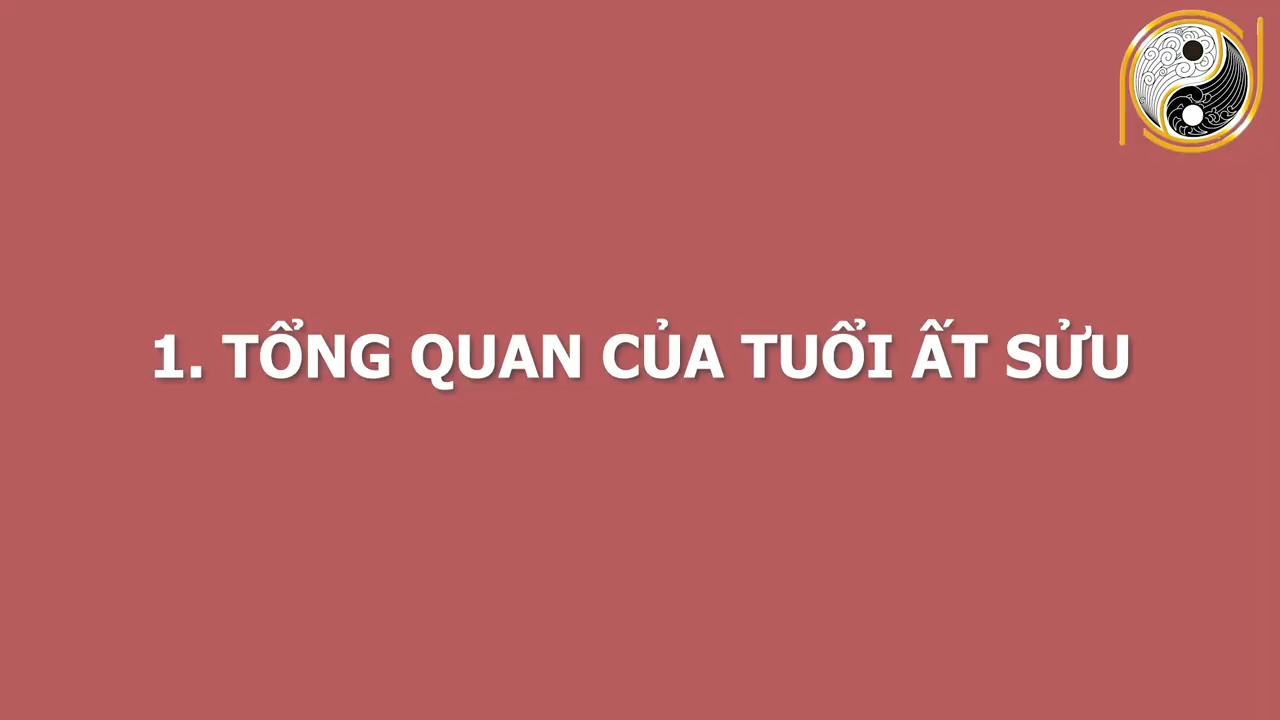 1. TỔNG QUAN CỦA TUỔI ẤT SỬU